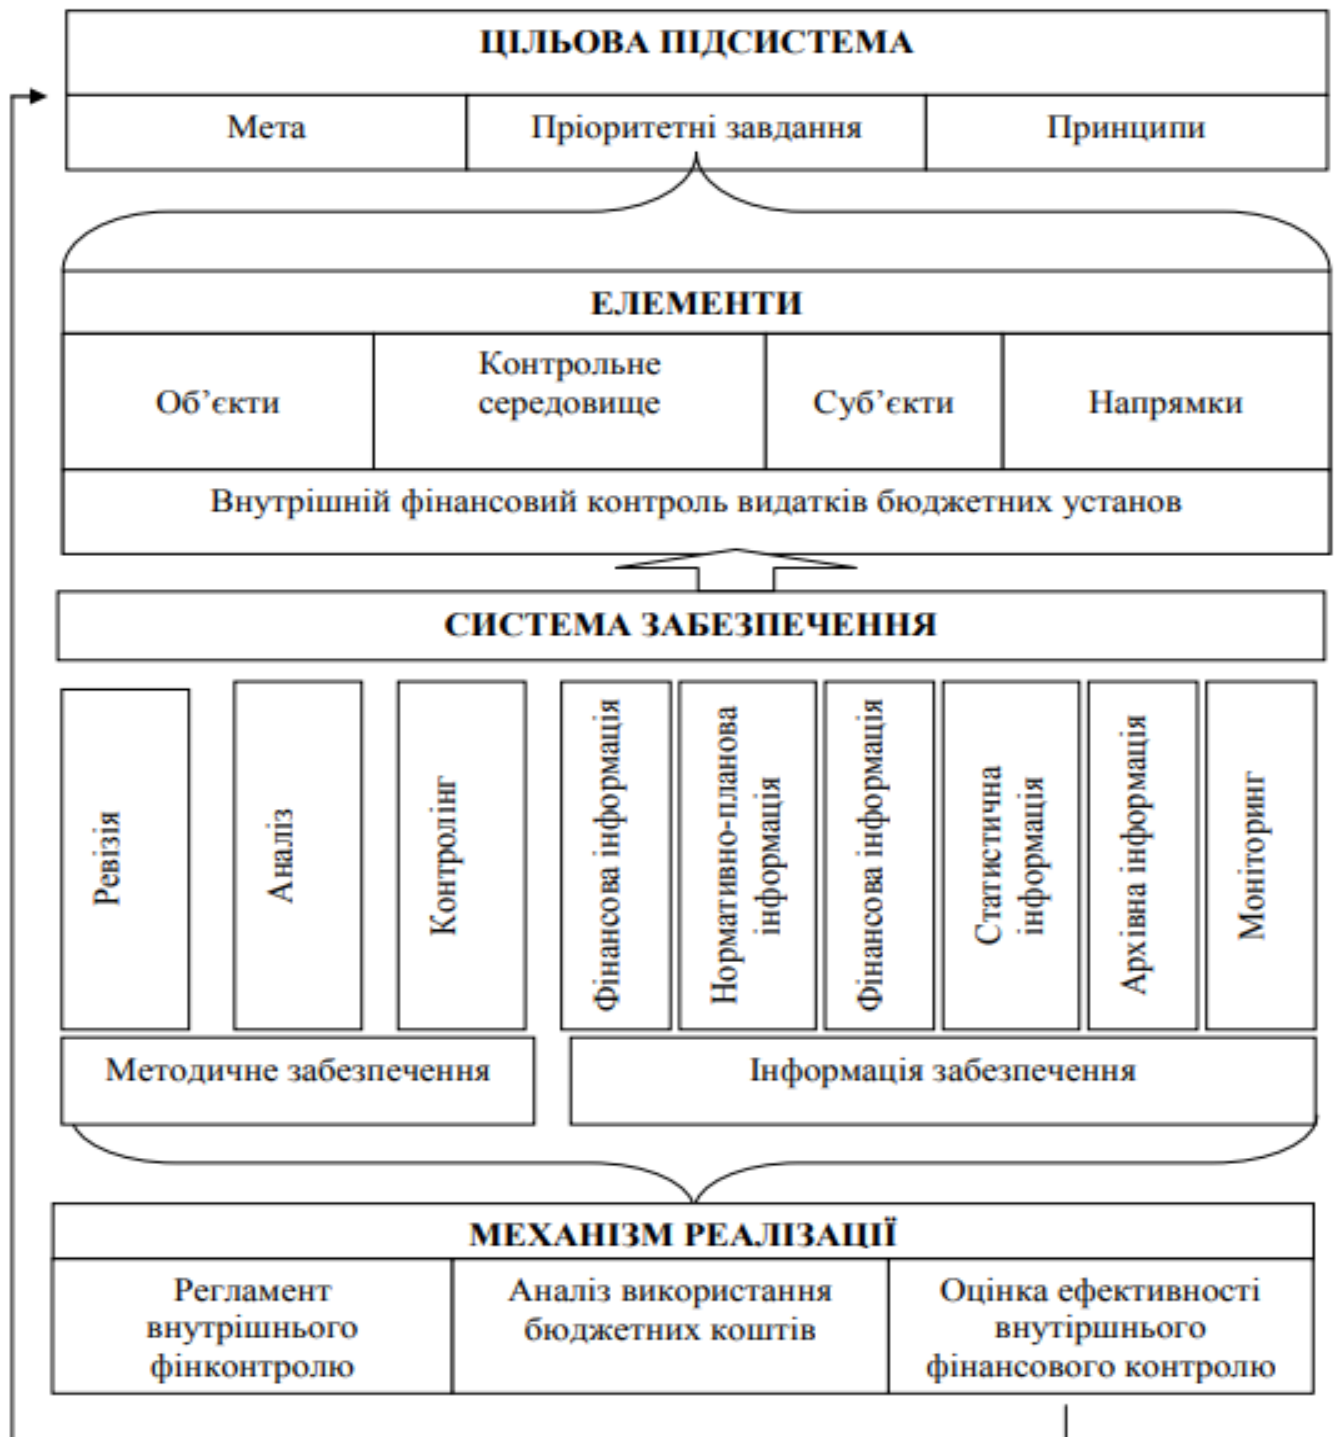 ЦІЛЬОВА ПІДСИСТЕМА
Мета
Пріоритетні завдання
Принципи
ЕЛЕМЕНТИ
Об’єкти
Контрольне
середовище
Суб’єкти
Напрямки
Внутрішній фінансовий контроль видатків бюджетних установ
СИСТЕМА ЗАБЕЗПЕЧЕННЯ
Ревізія
Аналіз
Контролінг
Фінансова інформація
Нормативно-планова
інформація
Фінансова інформація
Статистична
інформація
Архівна інформація
Моніторинг
Методичне забезпечення
Інформація забезпечення
МЕХАНІЗМ РЕАЛІЗАЦІЇ
Регламент
внутрішнього
фінконтролю
Аналіз використання
бюджетних коштів
Оцінка ефективності
внутіршнього
фінансового контролю